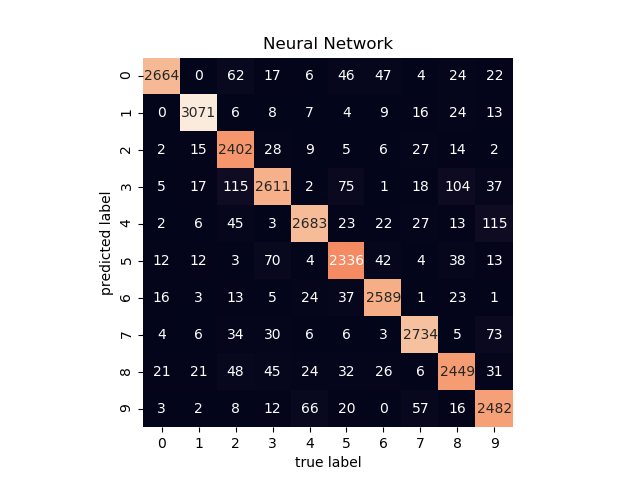 Neural Network
predicted label
0 2664 0 62 17 6 46 47 4 24 22
1 0 3071 6 8 7 4 9 16 24 13
2 2 15 2402 28 9 5 6 27 14 2
3 5 17 115 2611 2 75 1 18 104 37
4 2 6 45 3 2683 23 22 27 13 115
5 12 12 3 70 4 2336 42 4 38 13
6 16 3 13 5 24 37 2589 1 23 1
7 4 6 34 30 6 6 3 2734 5 73
8 21 21 48 45 24 32 26 6 2449 31
9 3 2 8 12 66 20 0 57 16 2482
0 1 2 3 4 5 6 7 8 9
true label